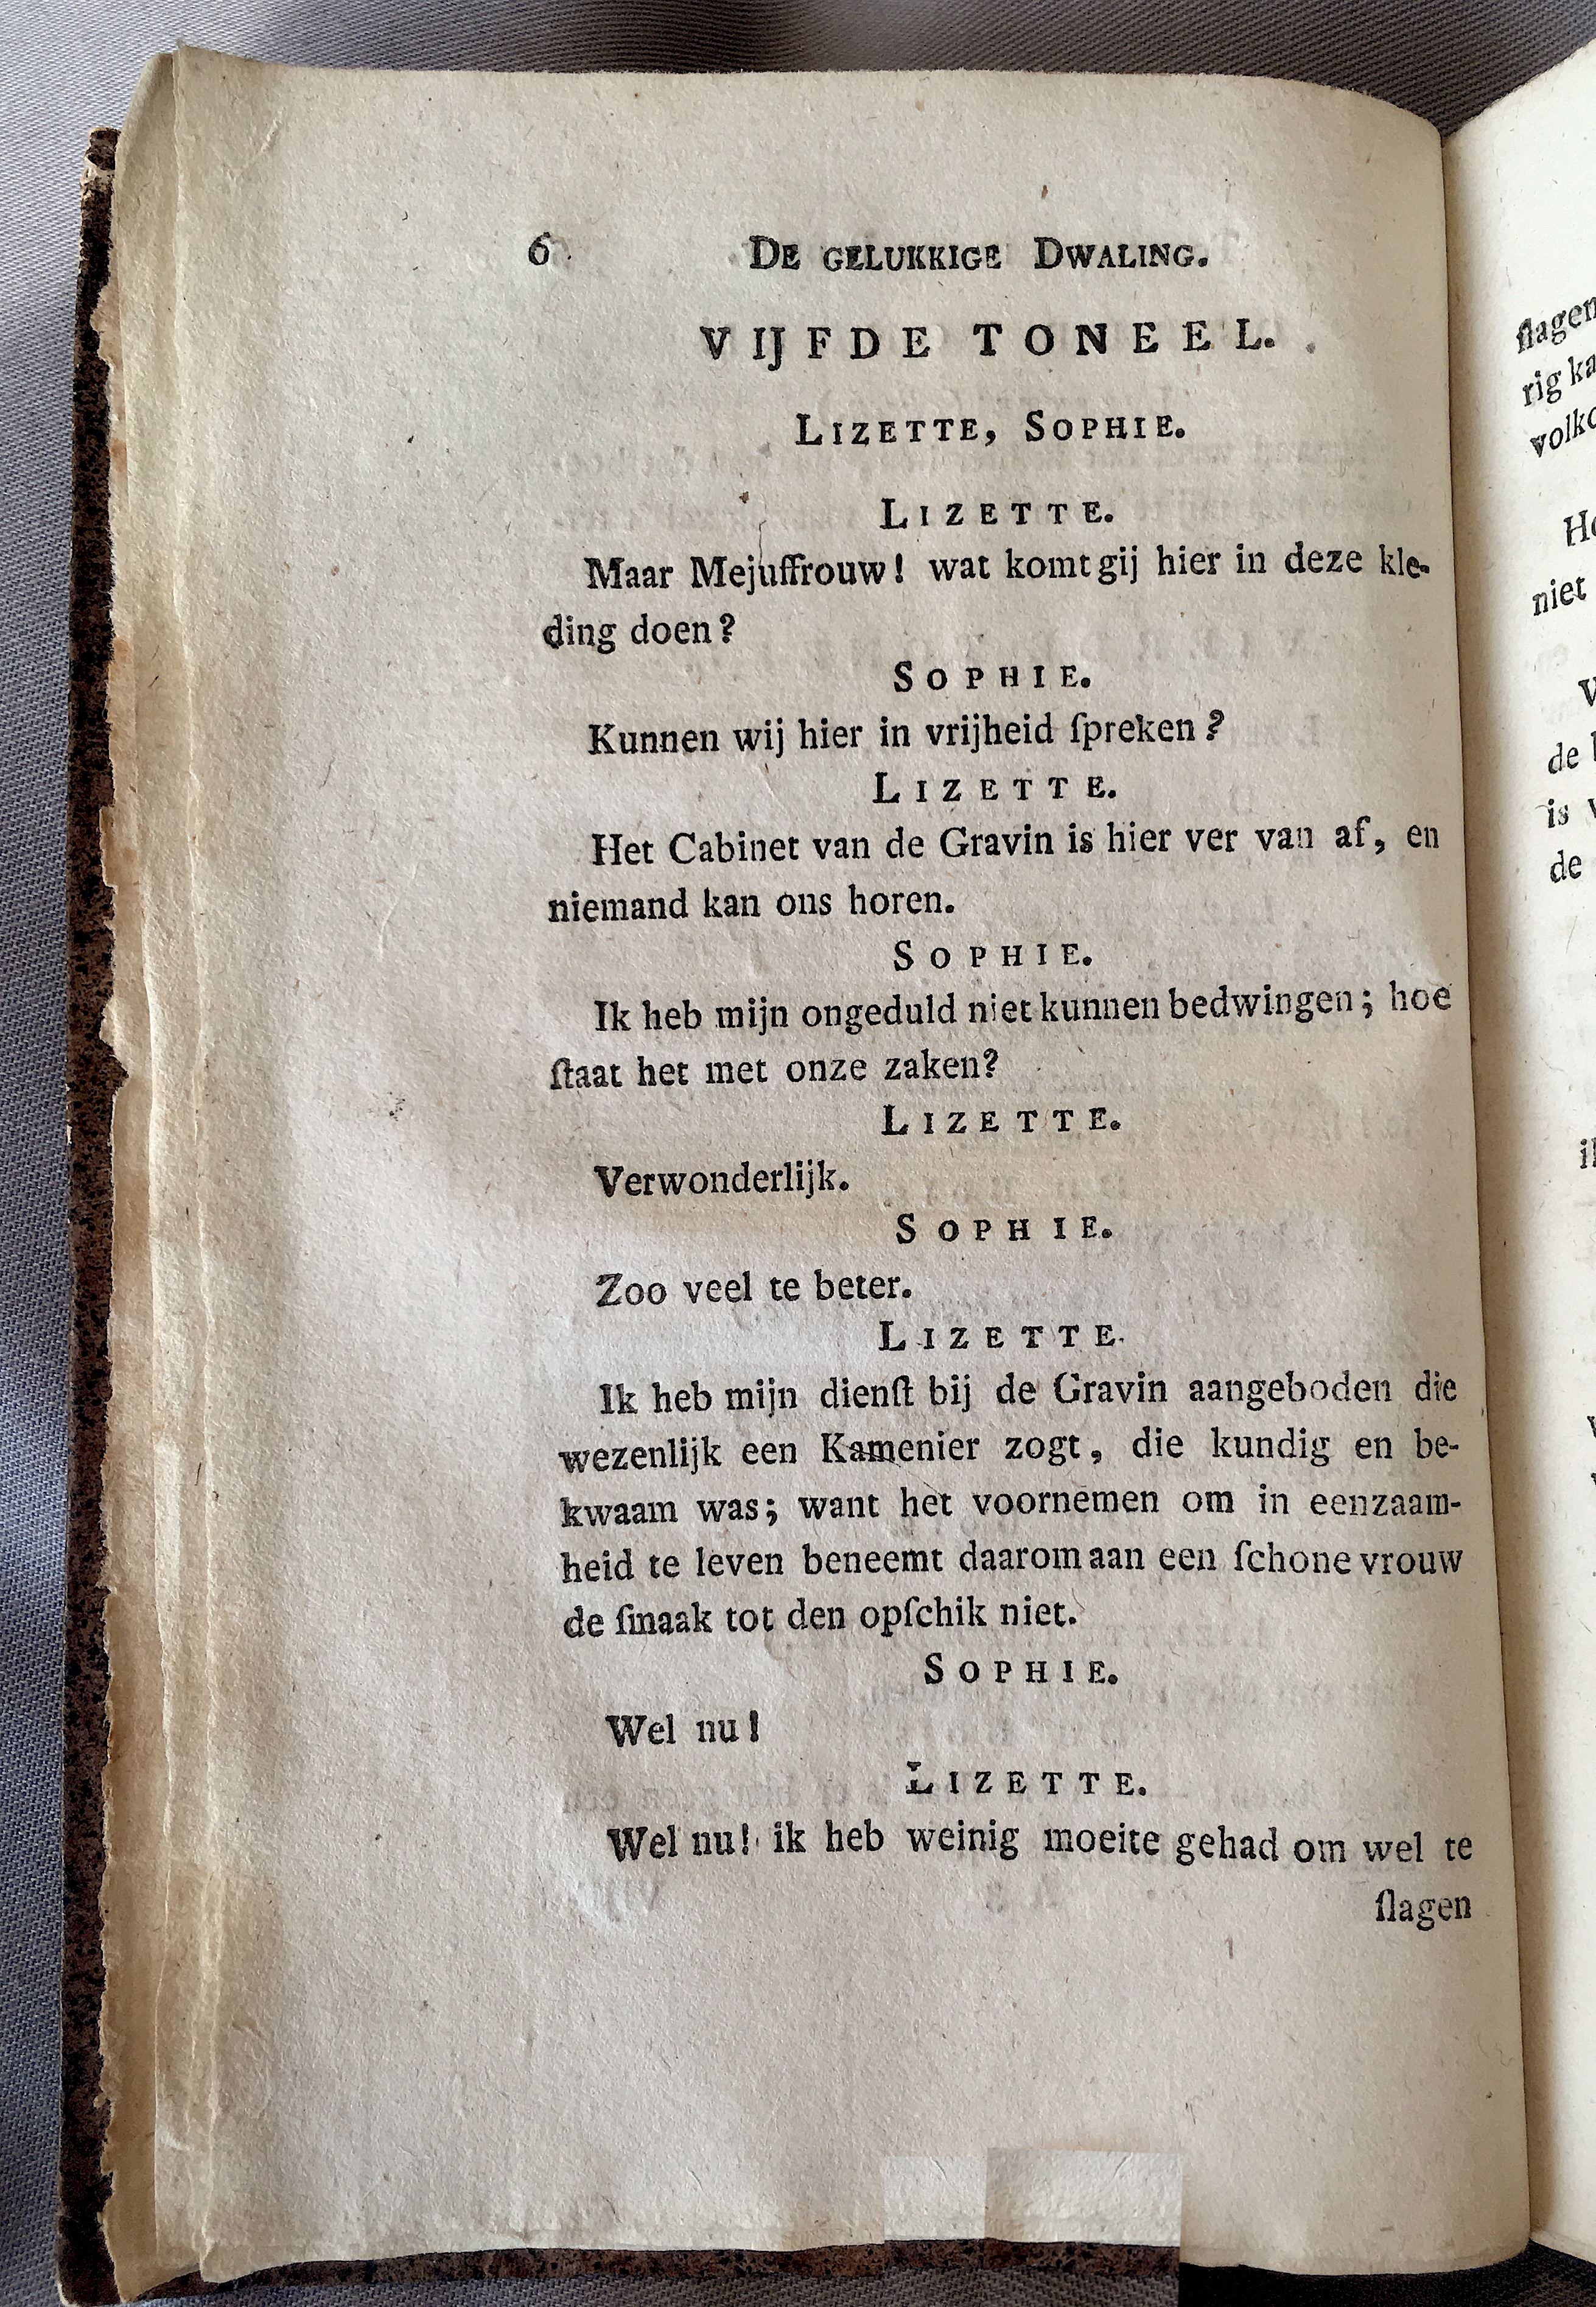 6 De gelukkige Dwaling.
VIJFDE TONEEL.
Lizette, Sophie.
Lizette.
Maar Mejuffrouw! wat komt gij hier in deze kle-
ding doen?
Sophie.
Kunnen wij hier in vrijheid ſpreken?
Lizette.
Het Cabinet van de Gravin is hier ver van af, en
niemand kan ons horen.
Sophie.
Ik heb mijn ongeduld niet kunnen bedwingen; hoe
ſtaat het met onze zaken?
Lizette.
Verwonderlijk.
Sophie.
Zoo veel te beter.
Lizette.
Ik heb mijn dienſt bij de Gravin aangeboden die
wezenlijk een Kamenier zogt, die kundig en be-
kwaam was; want het voornemen om in eenzaam-
heid te leven beneemt daarom aan een ſchone vrouw
de ſmaak tot den opſchik niet.
Sophie.
Wel nu!
Lizette.
Wel nu! ik heb weinig moeite gehad om wel te
ſlagen
ſlagen
rig
niet
de
is
de